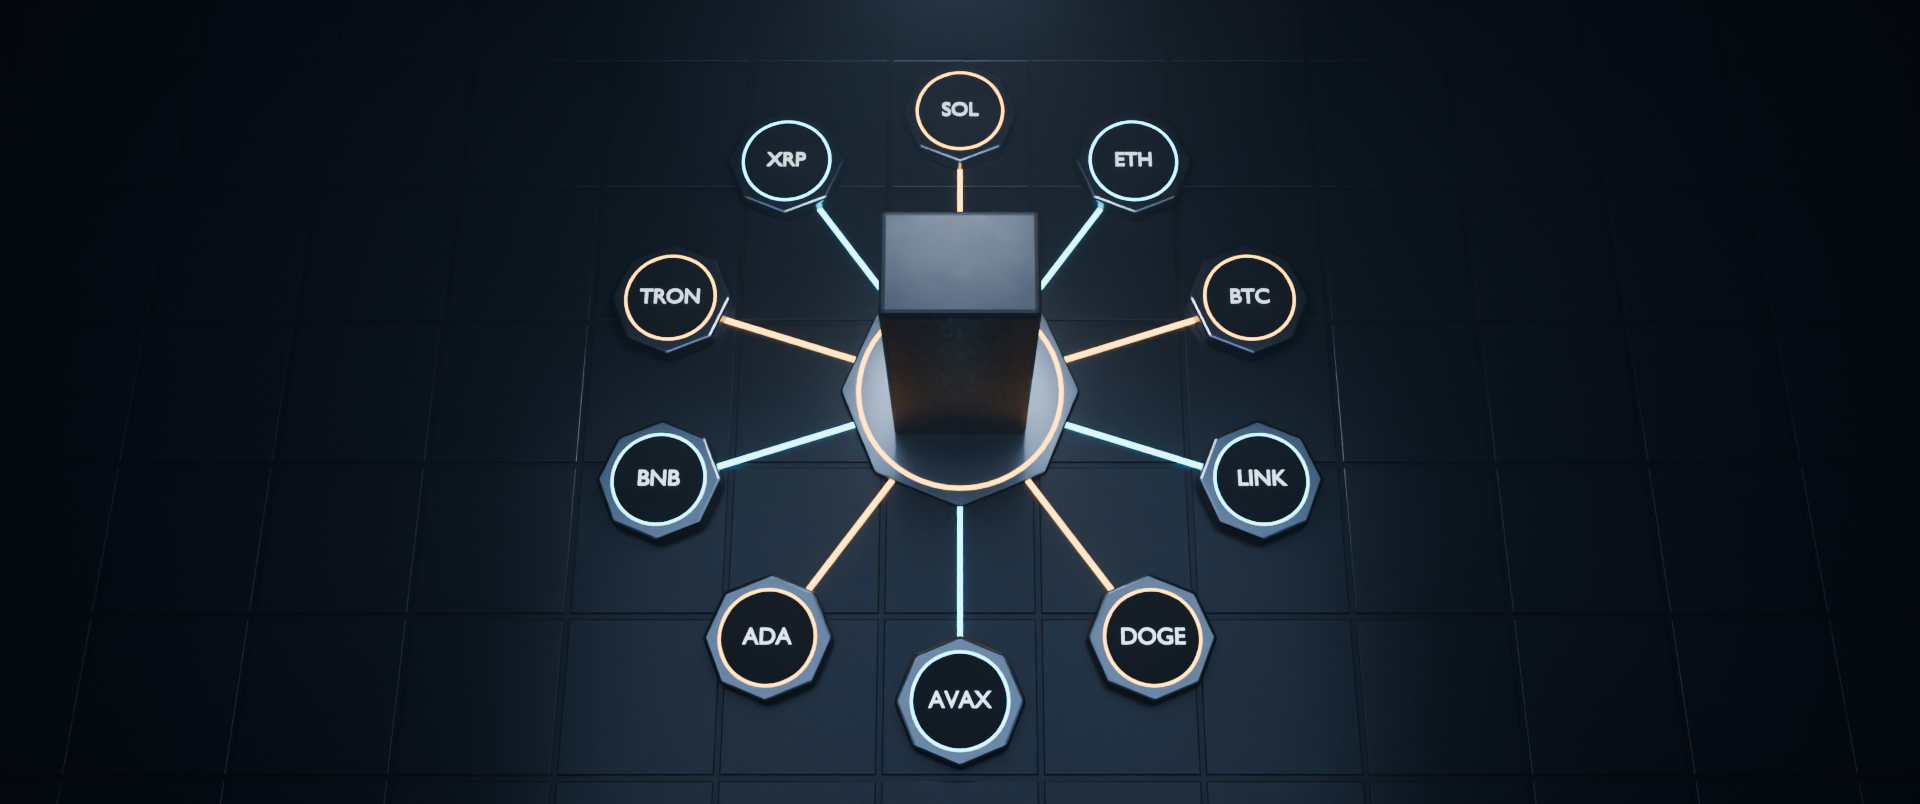 SOL
XRP
ETH
TRON
BTC
BNB
LINK
ADA
DOGE
AVAX